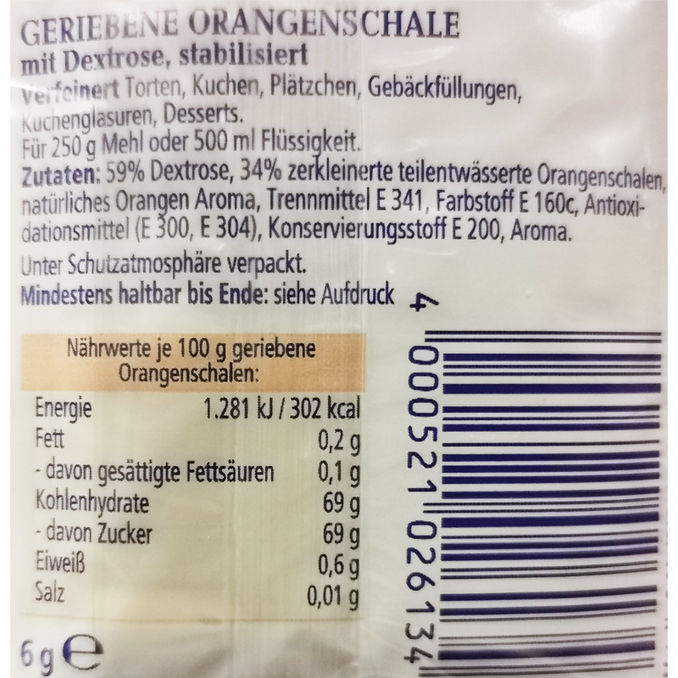 GERIEBENE ORANGENSCHALE
mit Dextrose, stabilisiert
Verfeinert Torten, Kuchen, Plätzchen, Gebäckfüllungen,
Kuchenglasuren, Desserts.
Für 250 g Mehl oder 500 ml Flüssigkeit.
Zutaten: 59% Dextrose, 34% zerkleinerte teilentwässerte Orangenschalen,
natürliches Orangen Aroma, Trennmittel E 341, Farbstoff E 160c, Antioxi-
dationsmittel (E 300, E 304), Konservierungsstoff E 200, Aroma.
Unter Schutzatmosphäre verpackt.
Mindestens haltbar bis Ende: siehe Aufdruck
Nährwerte je 100 g geriebene
Orangenschalen:
Energie 1.281 kJ / 302 kcal
Fett 0,2 g
- davon gesättigte Fettsäuren 0,1 g
Kohlenhydrate 69 g
- davon Zucker 69 g
Eiweiß 0,6 g
Salz 0,01 g
6 g e
4 000521 026134